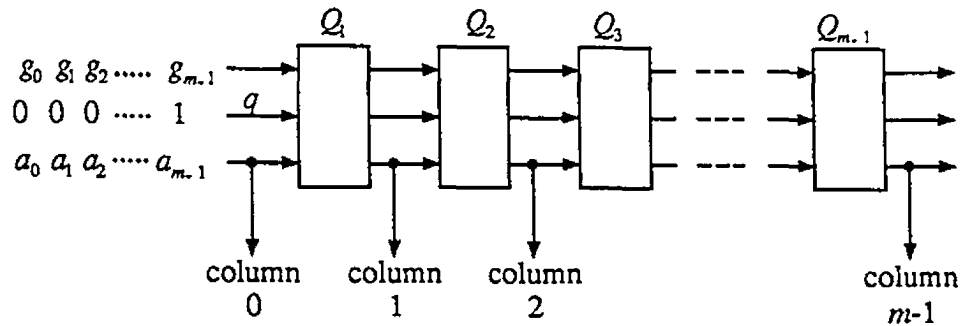 Q₁ Q₂ Q₃ Qₘ₋₁
g₀ g₁ g₂ ····· gₘ₋₁
0 0 0 ····· 1 q
a₀ a₁ a₂ ····· aₘ₋₁
column column column column
0 1 2 m-1